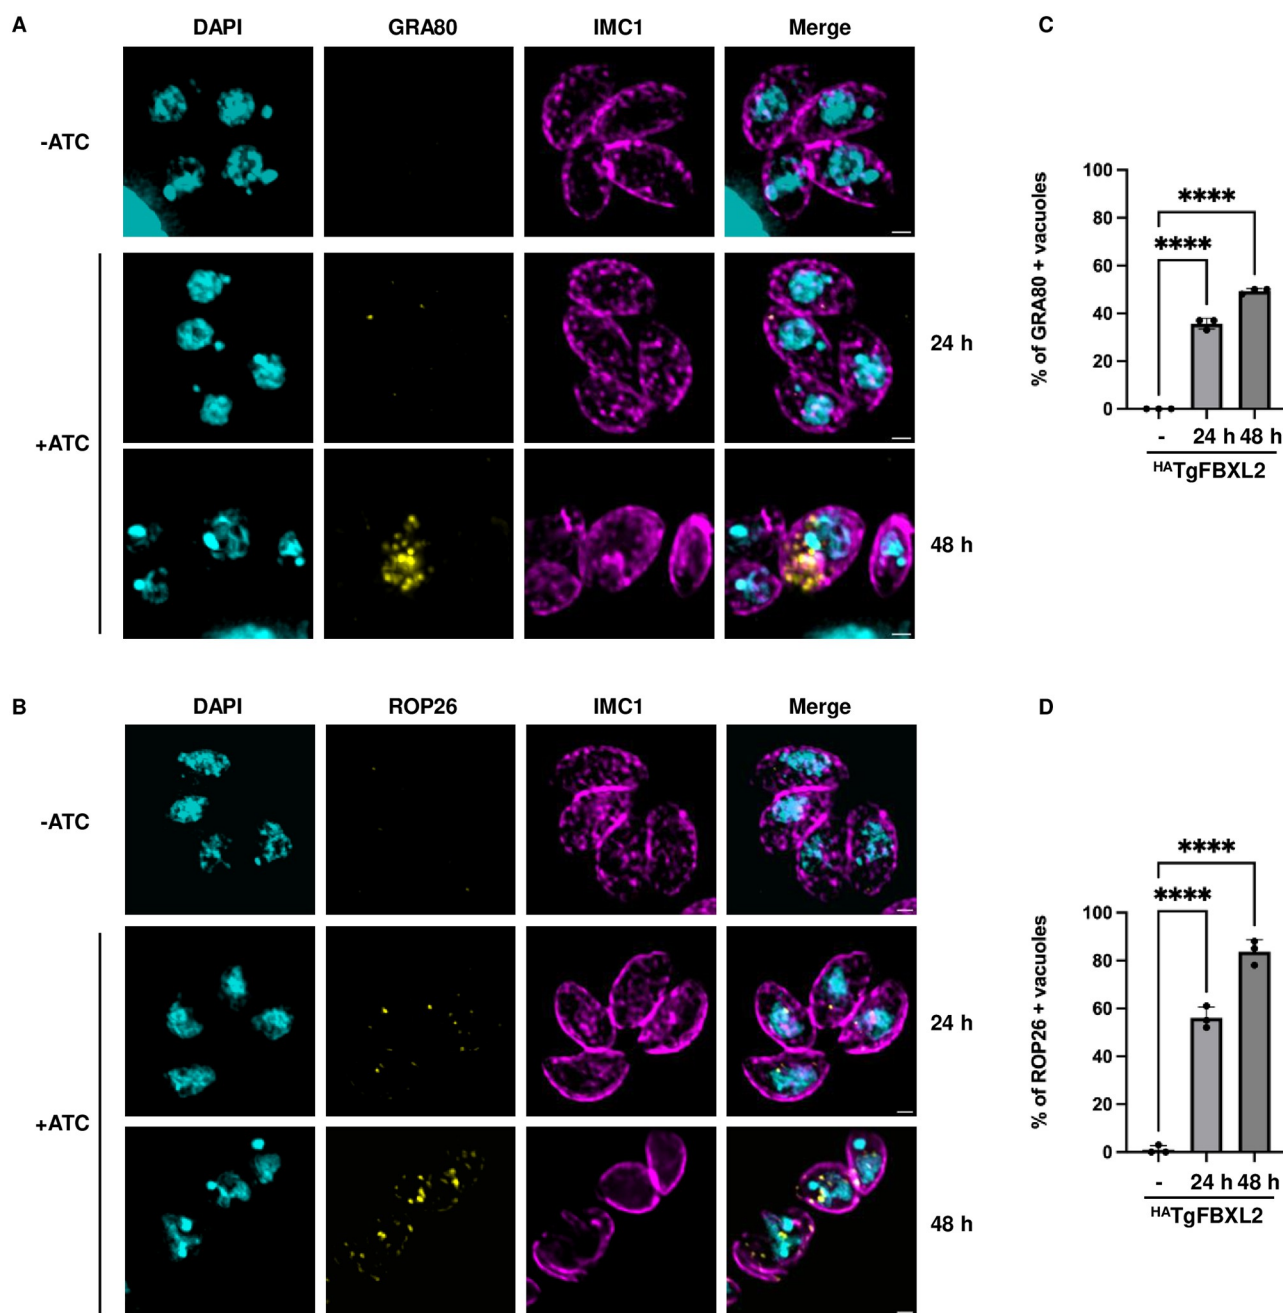 A
DAPI GRA80 IMC1 Merge
-ATC
24 h
+ATC
48 h
C
% of GRA80 + vacuoles
100
80
60
40
20
0
****
****
- 24 h 48 h
HATgFBXL2
B
DAPI ROP26 IMC1 Merge
-ATC
24 h
+ATC
48 h
D
% of ROP26 + vacuoles
100
80
60
40
20
0
****
****
- 24 h 48 h
HATgFBXL2